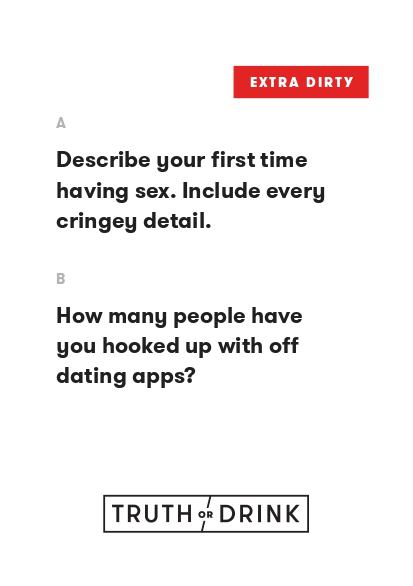 EXTRA DIRTY
A
Describe your first time
having sex. Include every
cringey detail.
B
How many people have
you hooked up with off
dating apps?
TRUTH OR DRINK